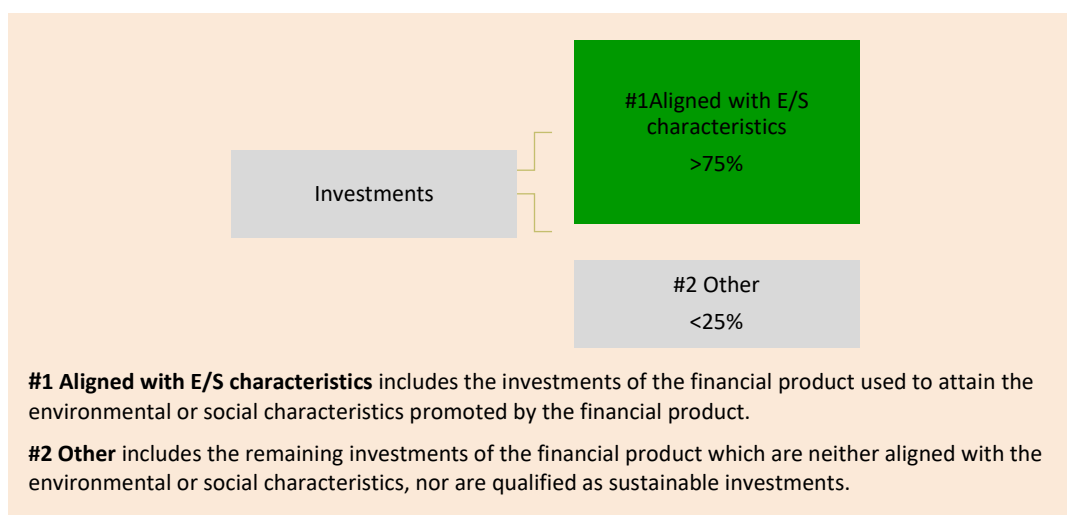 #1Aligned with E/S
characteristics
>75%
Investments
#2 Other
<25%
#1 Aligned with E/S characteristics includes the investments of the financial product used to attain the
environmental or social characteristics promoted by the financial product.
#2 Other includes the remaining investments of the financial product which are neither aligned with the
environmental or social characteristics, nor are qualified as sustainable investments.